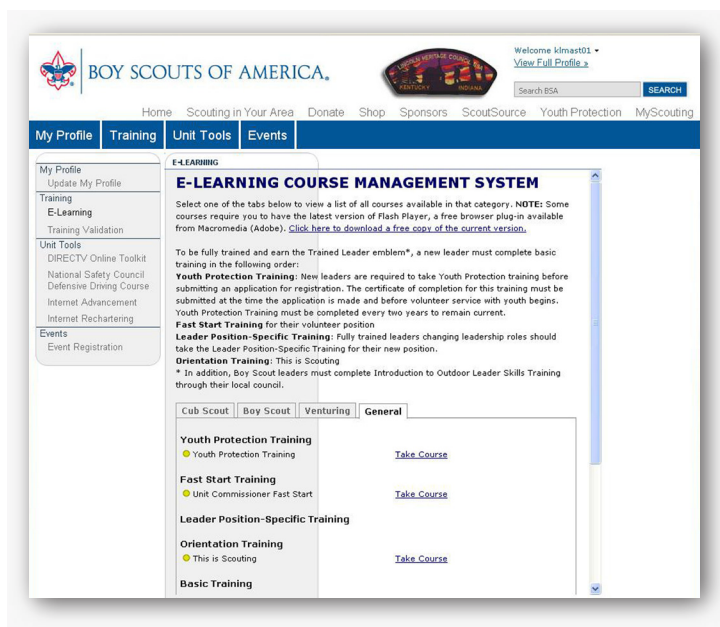 BOY SCOUTS OF AMERICA®
LINCOLN HERITAGE COUNCIL
KENTUCKY INDIANA
Welcome klmast01
View Full Profile »
Search BSA
SEARCH
Home Scouting in Your Area Donate Shop Sponsors ScoutSource Youth Protection MyScouting
My Profile Training Unit Tools Events
My Profile
Update My Profile
Training
E-Learning
Training Validation
Unit Tools
DIRECTV Online Toolkit
National Safety Council
Defensive Driving Course
Internet Advancement
Internet Rechartering
Events
Event Registration
E-LEARNING
E-LEARNING COURSE MANAGEMENT SYSTEM
Select one of the tabs below to view a list of all courses available in that category. NOTE: Some
courses require you to have the latest version of Flash Player, a free browser plug-in available
from Macromedia (Adobe). Click here to download a free copy of the current version.
To be fully trained and earn the Trained Leader emblem*, a new leader must complete basic
training in the following order:
Youth Protection Training: New leaders are required to take Youth Protection training before
submitting an application for registration. The certificate of completion for this training must be
submitted at the time the application is made and before volunteer service with youth begins.
Youth Protection Training must be completed every two years to remain current.
Fast Start Training for their volunteer position
Leader Position-Specific Training: Fully trained leaders changing leadership roles should
take the Leader Position-Specific Training for their new position.
Orientation Training: This is Scouting
* In addition, Boy Scout leaders must complete Introduction to Outdoor Leader Skills Training
through their local council.
Cub Scout Boy Scout Venturing General
Youth Protection Training
Youth Protection Training Take Course
Fast Start Training
Unit Commissioner Fast Start Take Course
Leader Position-Specific Training
Orientation Training
This is Scouting Take Course
Basic Training